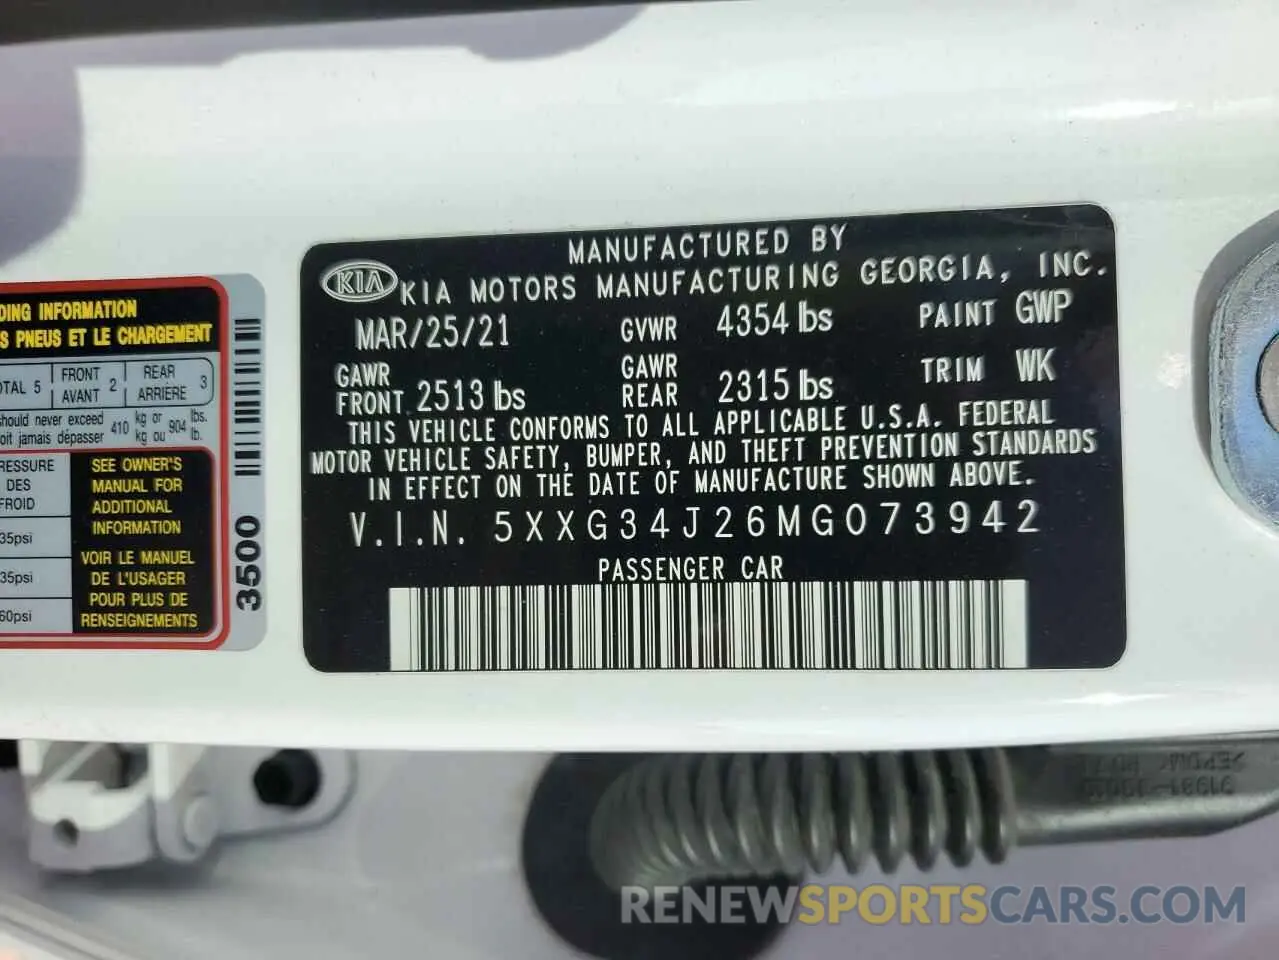 DING INFORMATION
S PNEUS ET LE CHARGEMENT
OTAL 5 FRONT AVANT 2 REAR ARRIÈRE 3
should never exceed 410 kg or 904 lbs.
oit jamais dépasser kg ou lb.
RESSURE
DES
FROID
35psi
35psi
60psi
SEE OWNER'S
MANUAL FOR
ADDITIONAL
INFORMATION
VOIR LE MANUEL
DE L'USAGER
POUR PLUS DE
RENSEIGNEMENTS
3500
MANUFACTURED BY
KIA KIA MOTORS MANUFACTURING GEORGIA, INC.
MAR/25/21 GVWR 4354 lbs PAINT GWP
GAWR FRONT 2513 lbs GAWR REAR 2315 lbs TRIM WK
THIS VEHICLE CONFORMS TO ALL APPLICABLE U.S.A. FEDERAL
MOTOR VEHICLE SAFETY, BUMPER, AND THEFT PREVENTION STANDARDS
IN EFFECT ON THE DATE OF MANUFACTURE SHOWN ABOVE.
V.I.N. 5XXG34J26MG073942
PASSENGER CAR
RENEWSPORTSCARS.COM